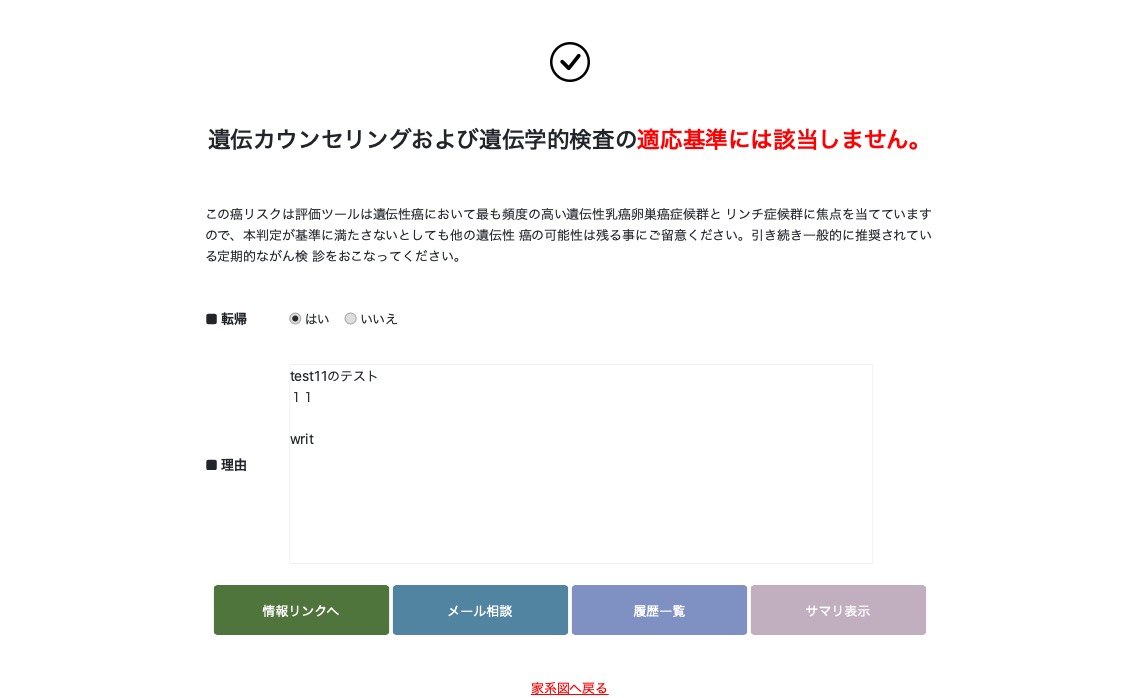 遺伝カウンセリングおよび遺伝学的検査の適応基準には該当しません。
この癌リスクは評価ツールは遺伝性癌において最も頻度の高い遺伝性乳癌卵巣癌症候群と リンチ症候群に焦点を当てています
ので、本判定が基準に満たさないとしても他の遺伝性 癌の可能性は残る事にご留意ください。引き続き一般的に推奨されてい
る定期的ながん検 診をおこなってください。
■ 転帰 はい いいえ
test11のテスト
１１
writ
■ 理由
情報リンクへ メール相談 履歴一覧 サマリ表示
家系図へ戻る